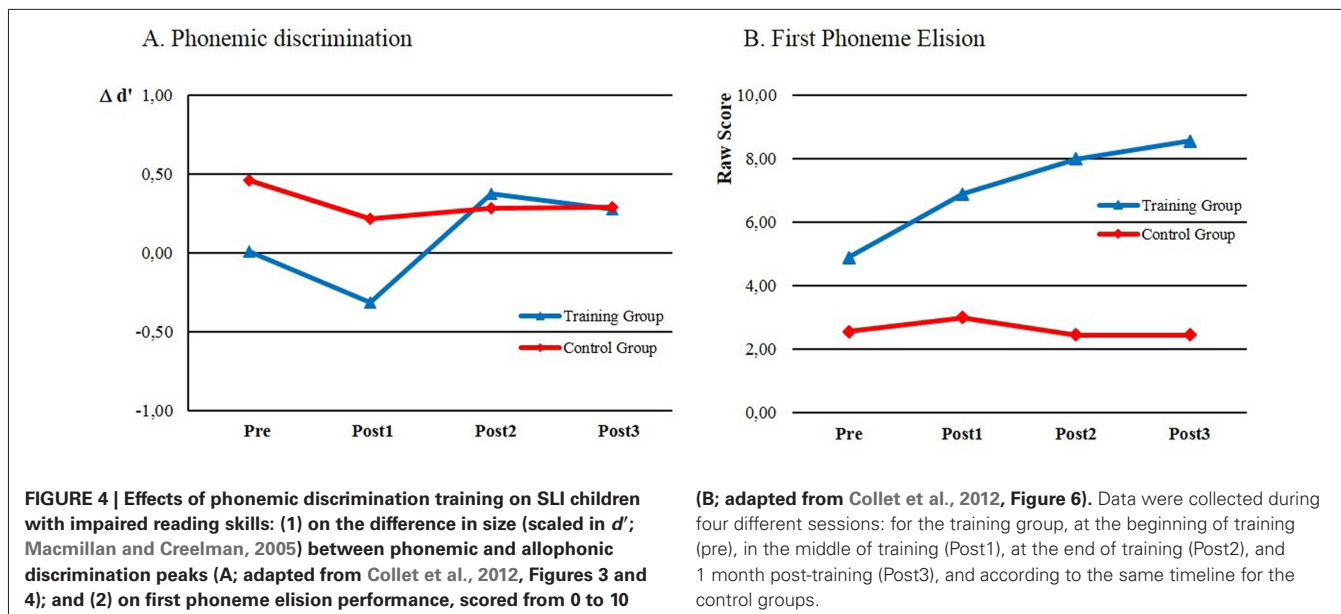 A. Phonemic discrimination
Δ d'
1,00
0,50
0,00
-0,50
-1,00
Training Group
Control Group
Pre Post1 Post2 Post3
B. First Phoneme Elision
Raw Score
10,00
8,00
6,00
4,00
2,00
0,00
Training Group
Control Group
Pre Post1 Post2 Post3
FIGURE 4 | Effects of phonemic discrimination training on SLI children
with impaired reading skills: (1) on the difference in size (scaled in d′;
Macmillan and Creelman, 2005) between phonemic and allophonic
discrimination peaks (A; adapted from Collet et al., 2012, Figures 3 and
4); and (2) on first phoneme elision performance, scored from 0 to 10
(B; adapted from Collet et al., 2012, Figure 6). Data were collected during
four different sessions: for the training group, at the beginning of training
(pre), in the middle of training (Post1), at the end of training (Post2), and
1 month post-training (Post3), and according to the same timeline for the
control groups.